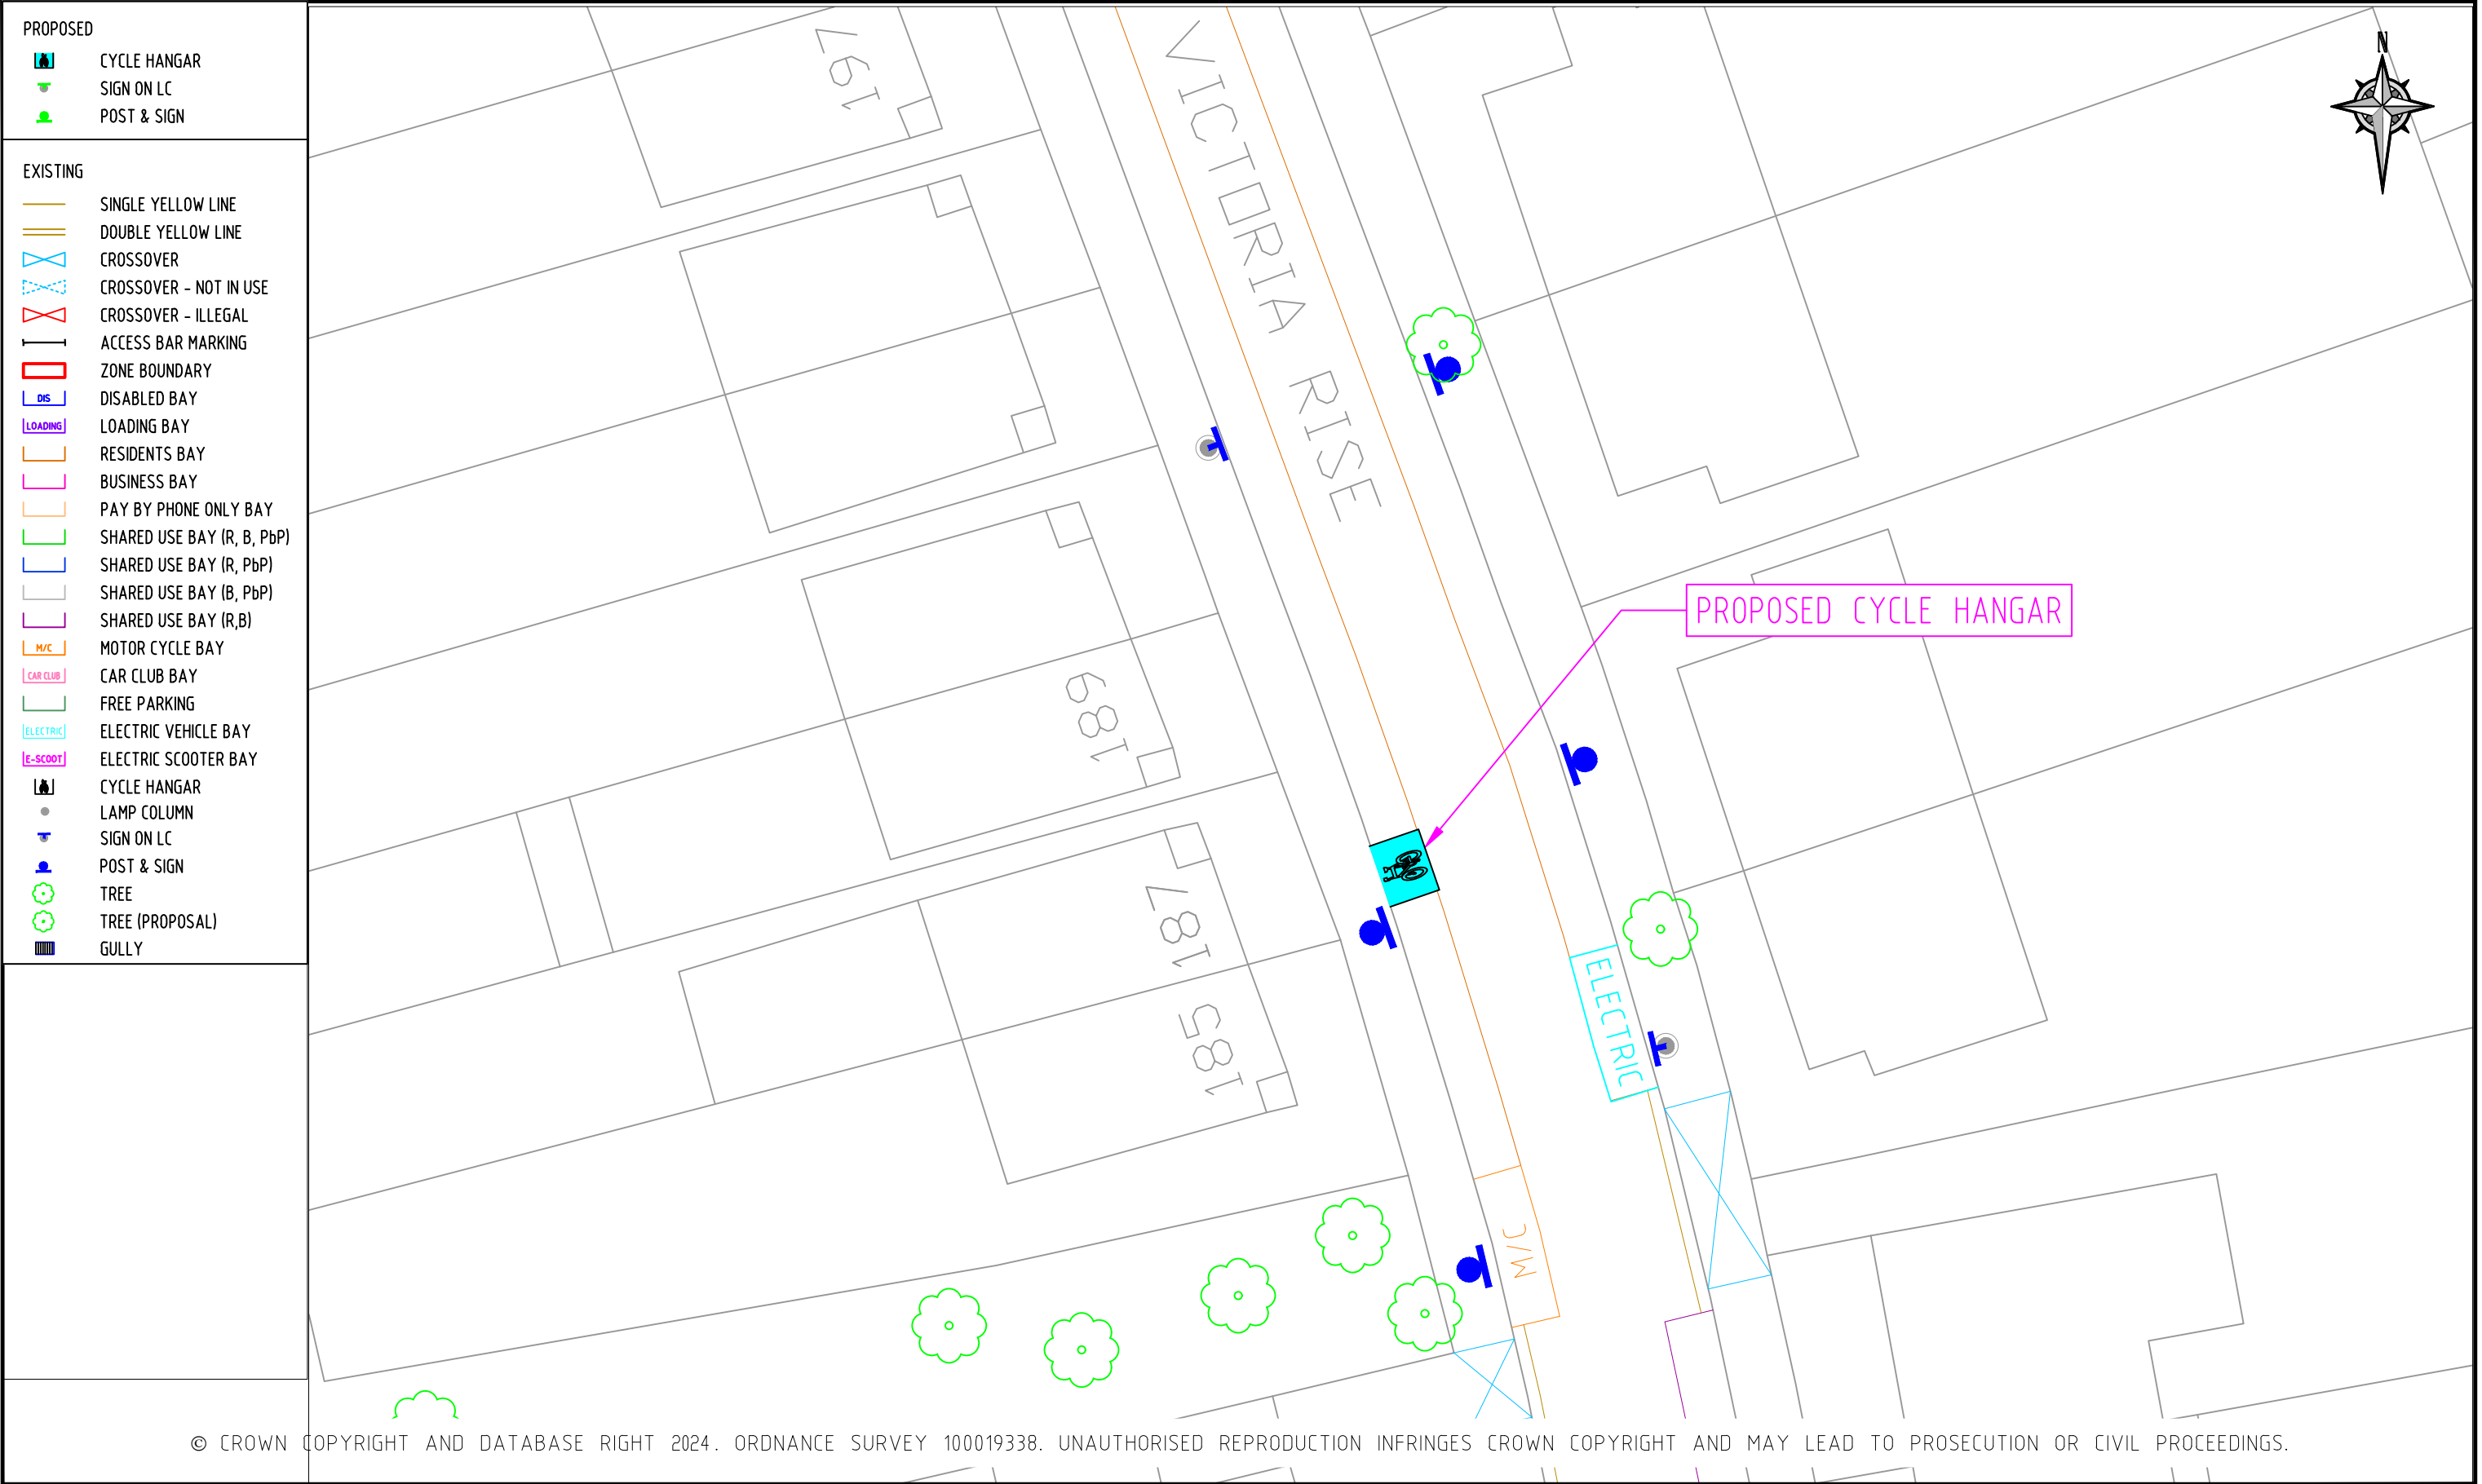 PROPOSED
CYCLE HANGAR
SIGN ON LC
POST & SIGN
EXISTING
SINGLE YELLOW LINE
DOUBLE YELLOW LINE
CROSSOVER
CROSSOVER - NOT IN USE
CROSSOVER - ILLEGAL
ACCESS BAR MARKING
ZONE BOUNDARY
DIS DISABLED BAY
LOADING LOADING BAY
RESIDENTS BAY
BUSINESS BAY
PAY BY PHONE ONLY BAY
SHARED USE BAY (R, B, PbP)
SHARED USE BAY (R, PbP)
SHARED USE BAY (B, PbP)
SHARED USE BAY (R,B)
M/C MOTOR CYCLE BAY
CAR CLUB CAR CLUB BAY
FREE PARKING
ELECTRIC ELECTRIC VEHICLE BAY
E-SCOOT ELECTRIC SCOOTER BAY
CYCLE HANGAR
LAMP COLUMN
SIGN ON LC
POST & SIGN
TREE
TREE (PROPOSAL)
GULLY
N
197
VICTORIA RISE
PROPOSED CYCLE HANGAR
189
187
185
ELECTRIC
M/C
© CROWN COPYRIGHT AND DATABASE RIGHT 2024. ORDNANCE SURVEY 100019338. UNAUTHORISED REPRODUCTION INFRINGES CROWN COPYRIGHT AND MAY LEAD TO PROSECUTION OR CIVIL PROCEEDINGS.